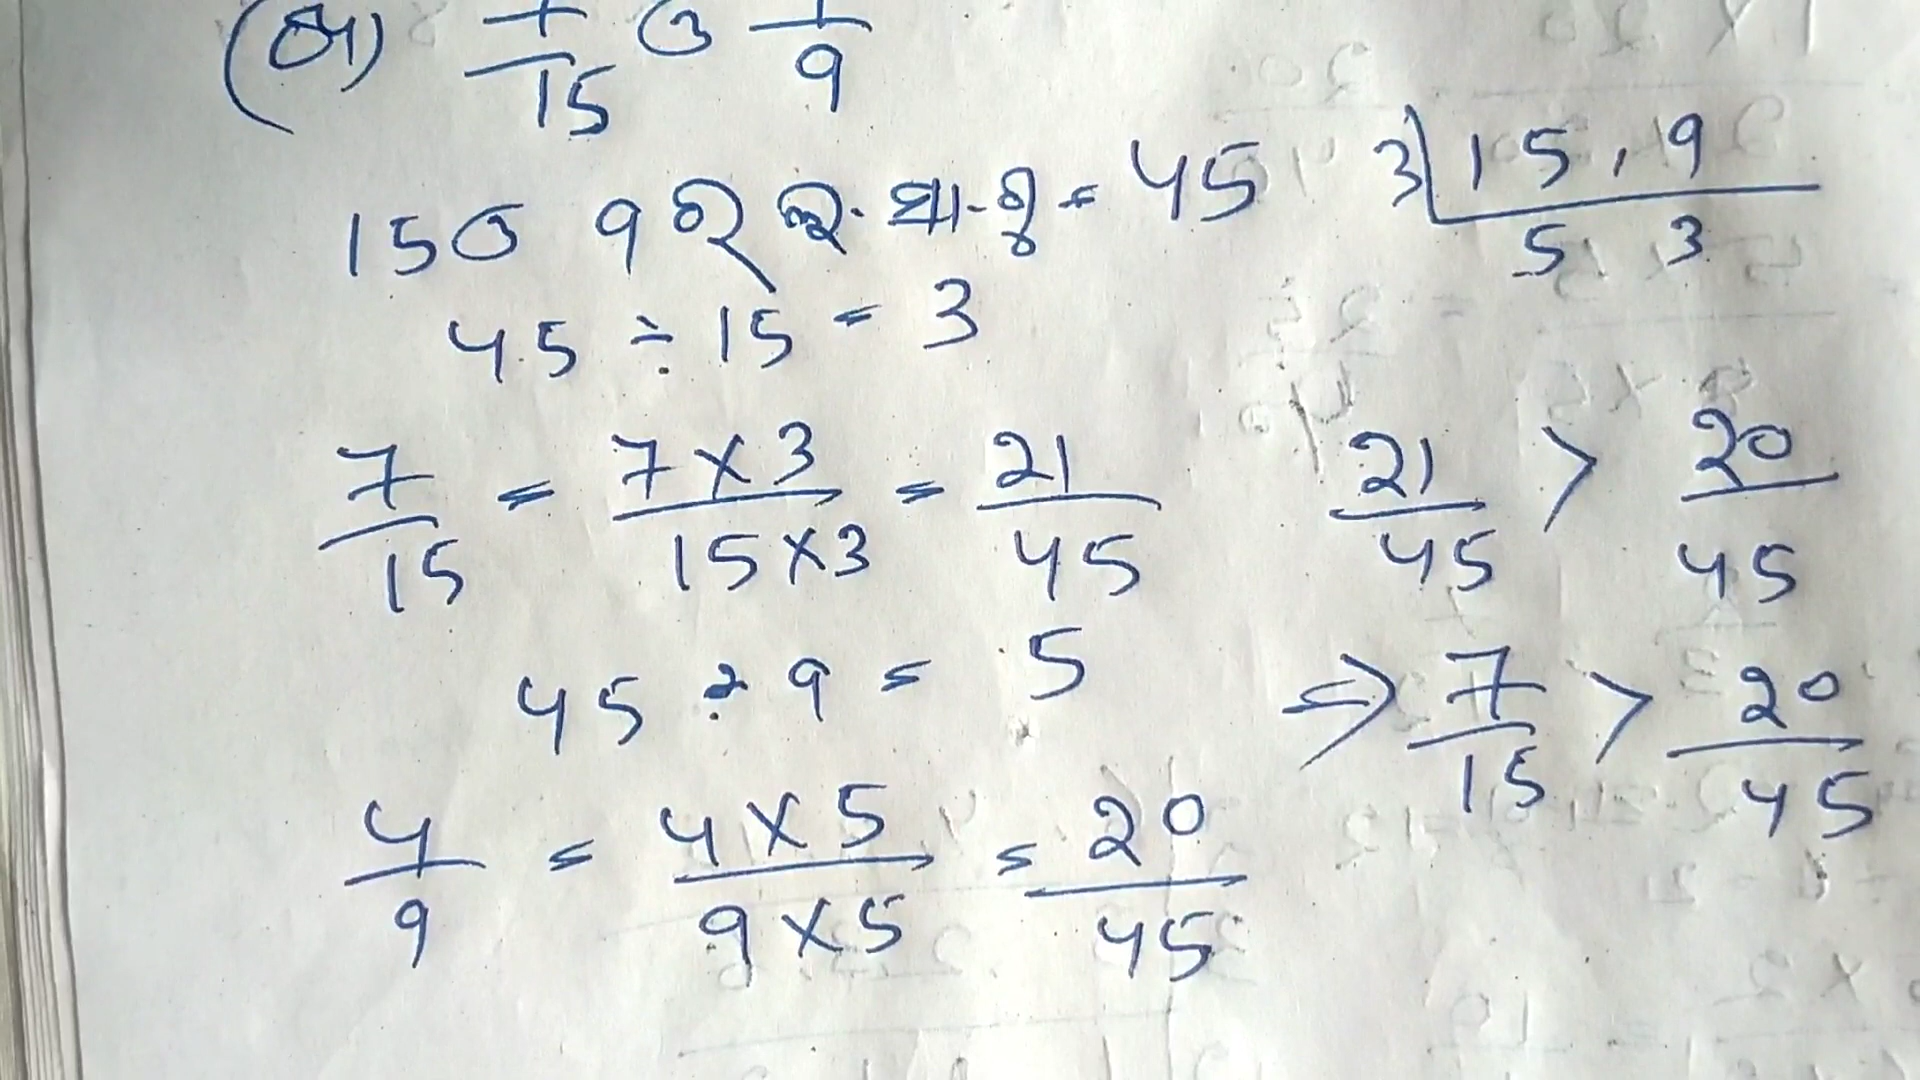 7/15 ଓ 4/9
15 ଓ 9 ର ଲ.ସା.ଗୁ = 45
3 | 15, 9
5 3
45 ÷ 15 = 3
7/15 = 7×3/15×3 = 21/45
21/45 > 20/45
45 ÷ 9 = 5
⇒ 7/15 > 20/45
4/9 = 4×5/9×5 = 20/45